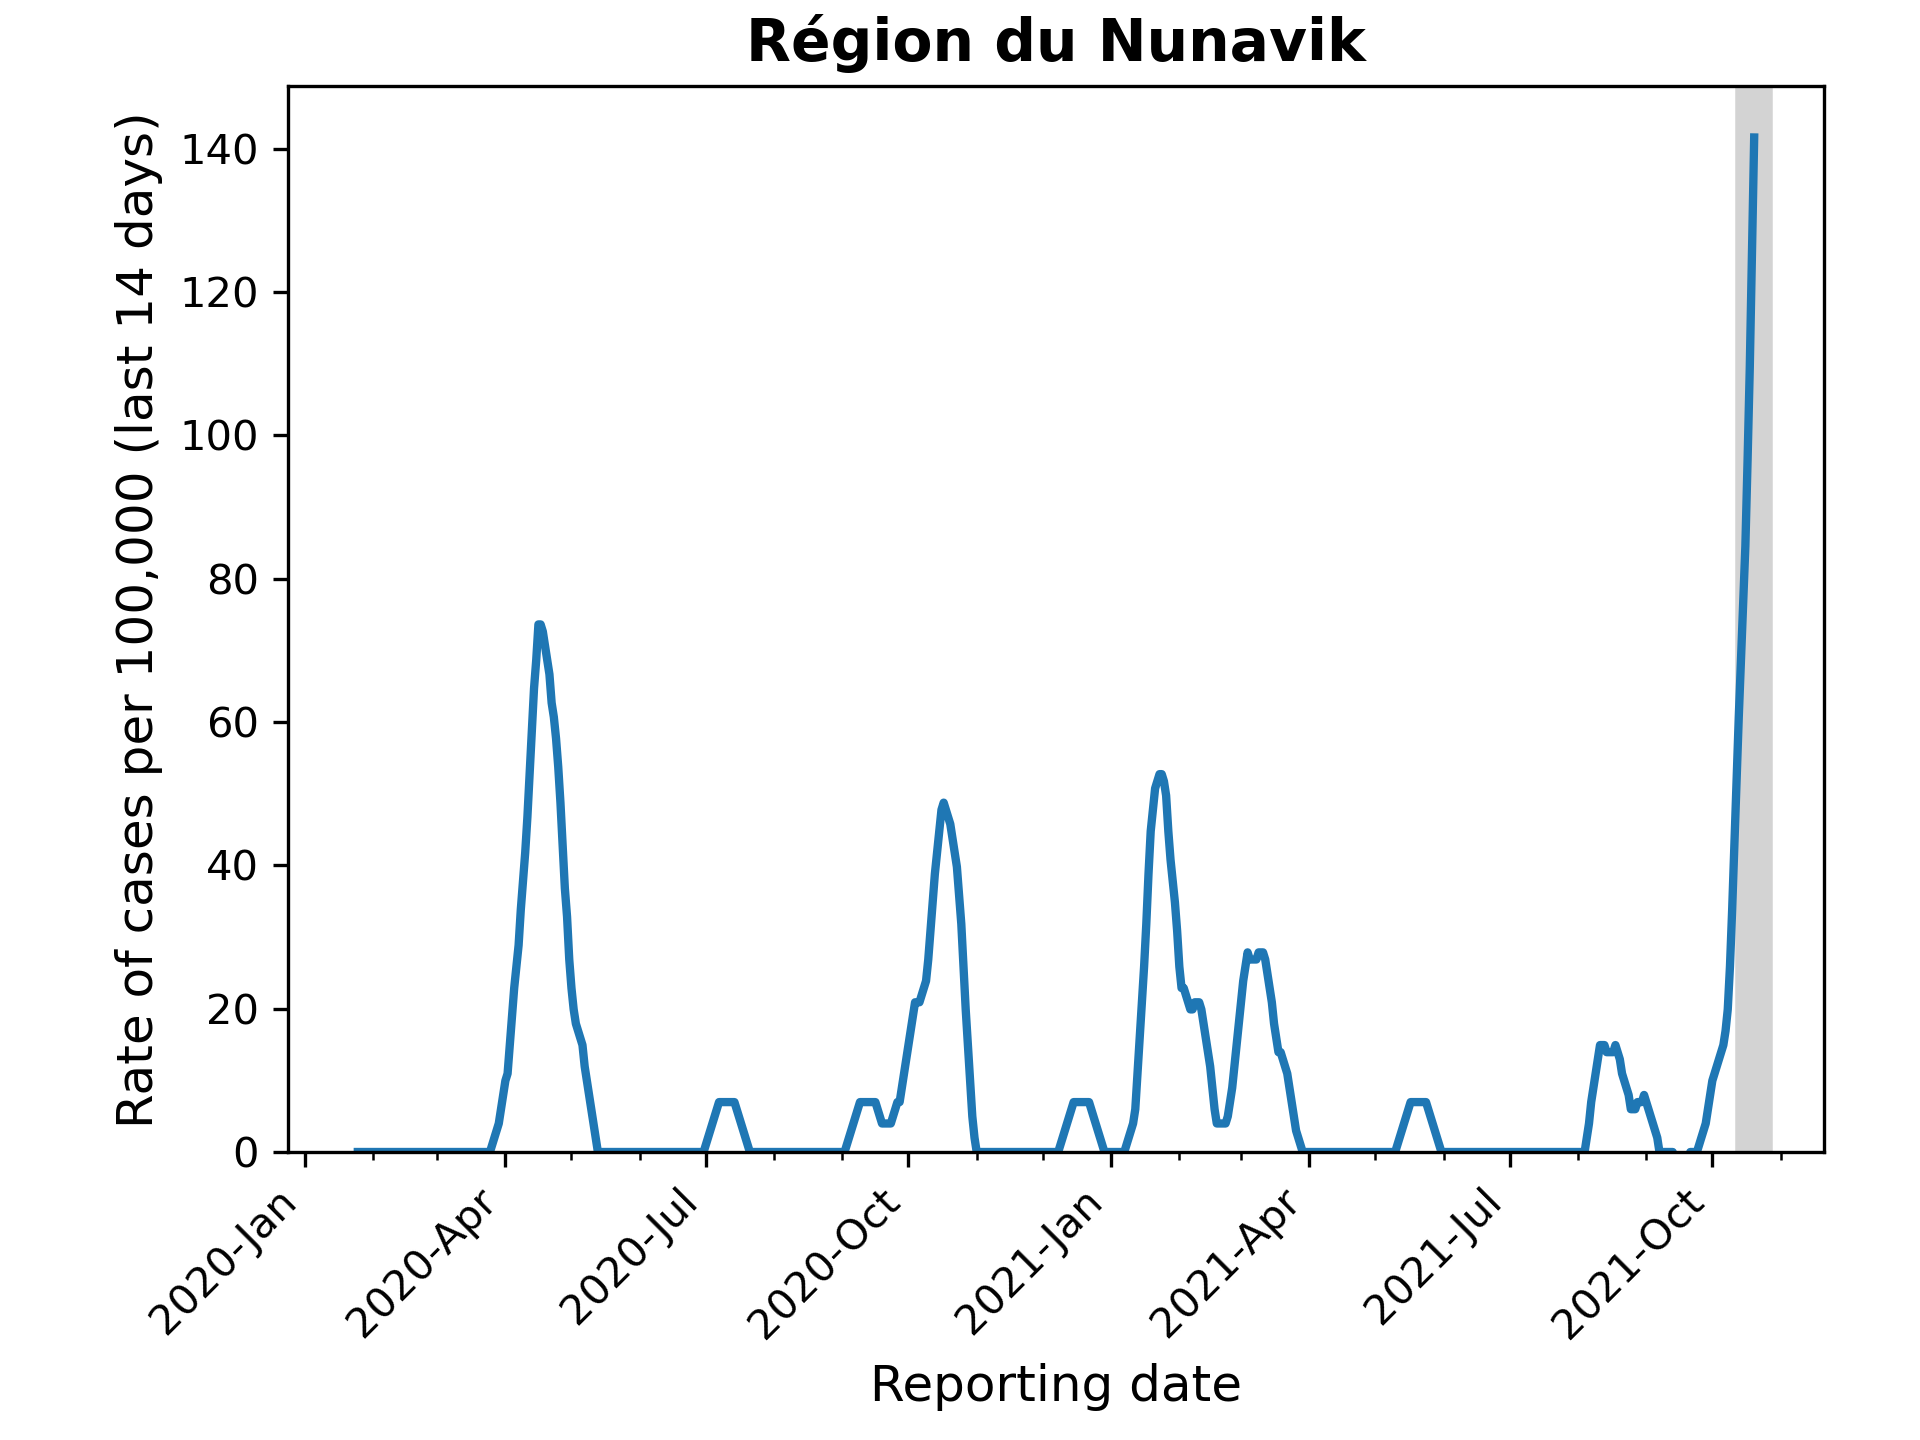 Région du Nunavik
Rate of cases per 100,000 (last 14 days)
140
120
100
80
60
40
20
0
2020-Jan
2020-Apr
2020-Jul
2020-Oct
2021-Jan
2021-Apr
2021-Jul
2021-Oct
Reporting date